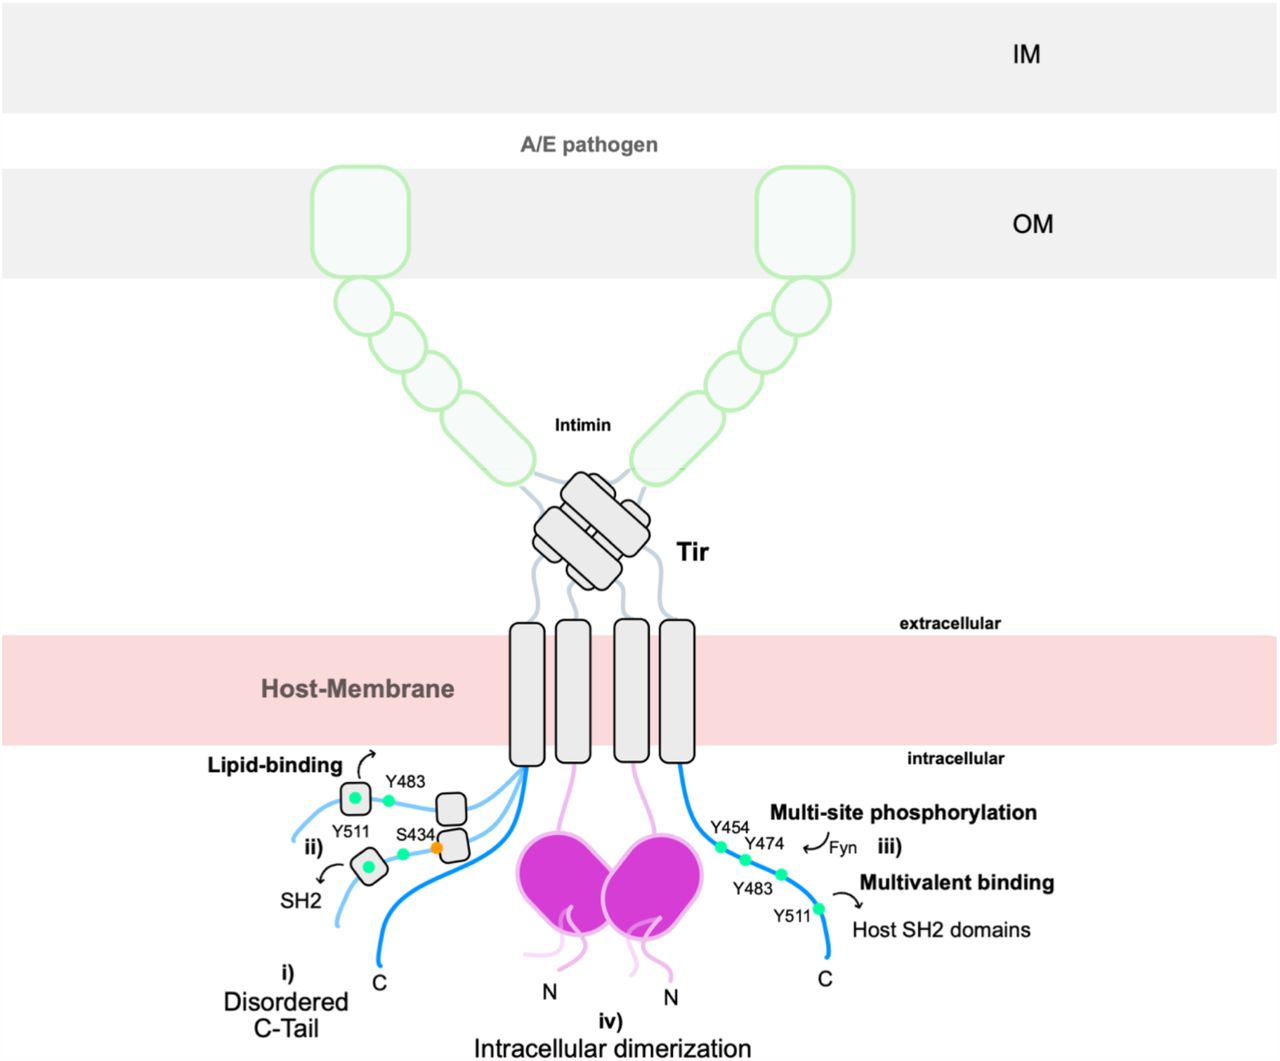 IM
A/E pathogen
OM
Intimin
Tir
extracellular
Host-Membrane
intracellular
Lipid-binding
Y483
Y511
S434
ii)
SH2
i)
Disordered
C-Tail
C
N
N
iv)
Intracellular dimerization
Multi-site phosphorylation
Y454
Y474
Fyn
iii)
Y483
Multivalent binding
Y511
Host SH2 domains
C